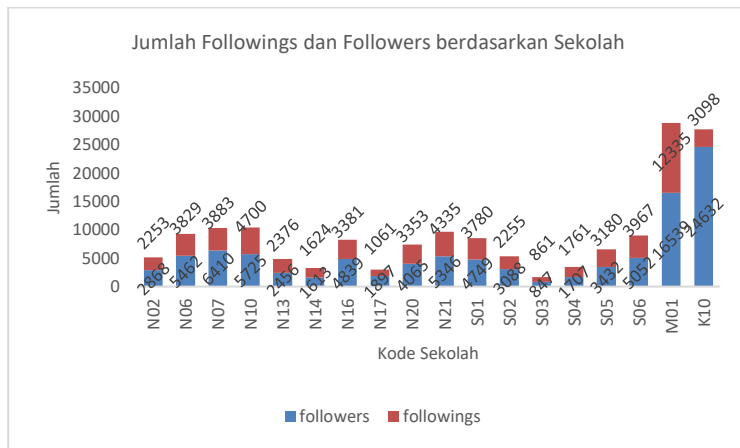 Jumlah Followings dan Followers berdasarkan Sekolah
Jumlah
35000
30000
25000
20000
15000
10000
5000
0
2253 3829 3883 4700 2376 1624 3381 1061 3353 4335 3780 2255 861 1761 3180 3967 12335 3098
2868 5462 6410 5725 2456 1613 4839 1897 4065 5346 4749 3088 847 1707 3432 5052 16539 24632
N02 N06 N07 N10 N13 N14 N16 N17 N20 N21 S01 S02 S03 S04 S05 S06 M01 K10
Kode Sekolah
followers followings